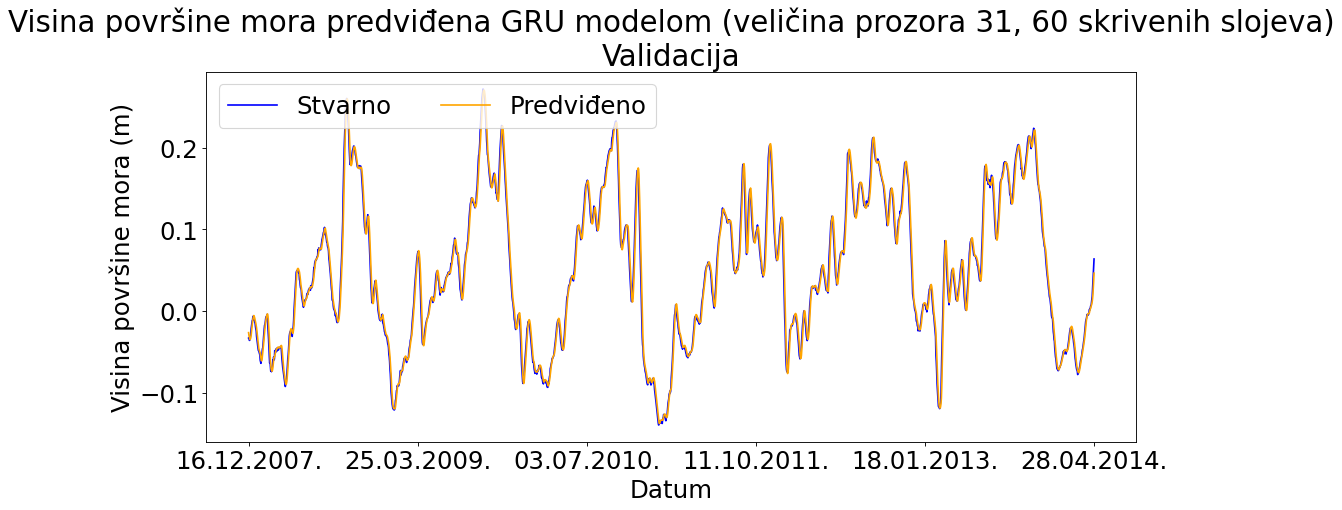 Visina površine mora predviđena GRU modelom (veličina prozora 31, 60 skrivenih slojeva)
Validacija
Stvarno
Predviđeno
Visina površine mora (m)
0.2
0.1
0.0
−0.1
16.12.2007.
25.03.2009.
03.07.2010.
11.10.2011.
18.01.2013.
28.04.2014.
Datum